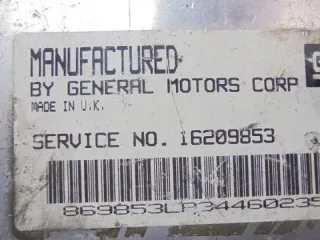 MANUFACTURED
BY GENERAL MOTORS CORP
MADE IN U.K.
SERVICE NO. 16209853
869853LP34460235